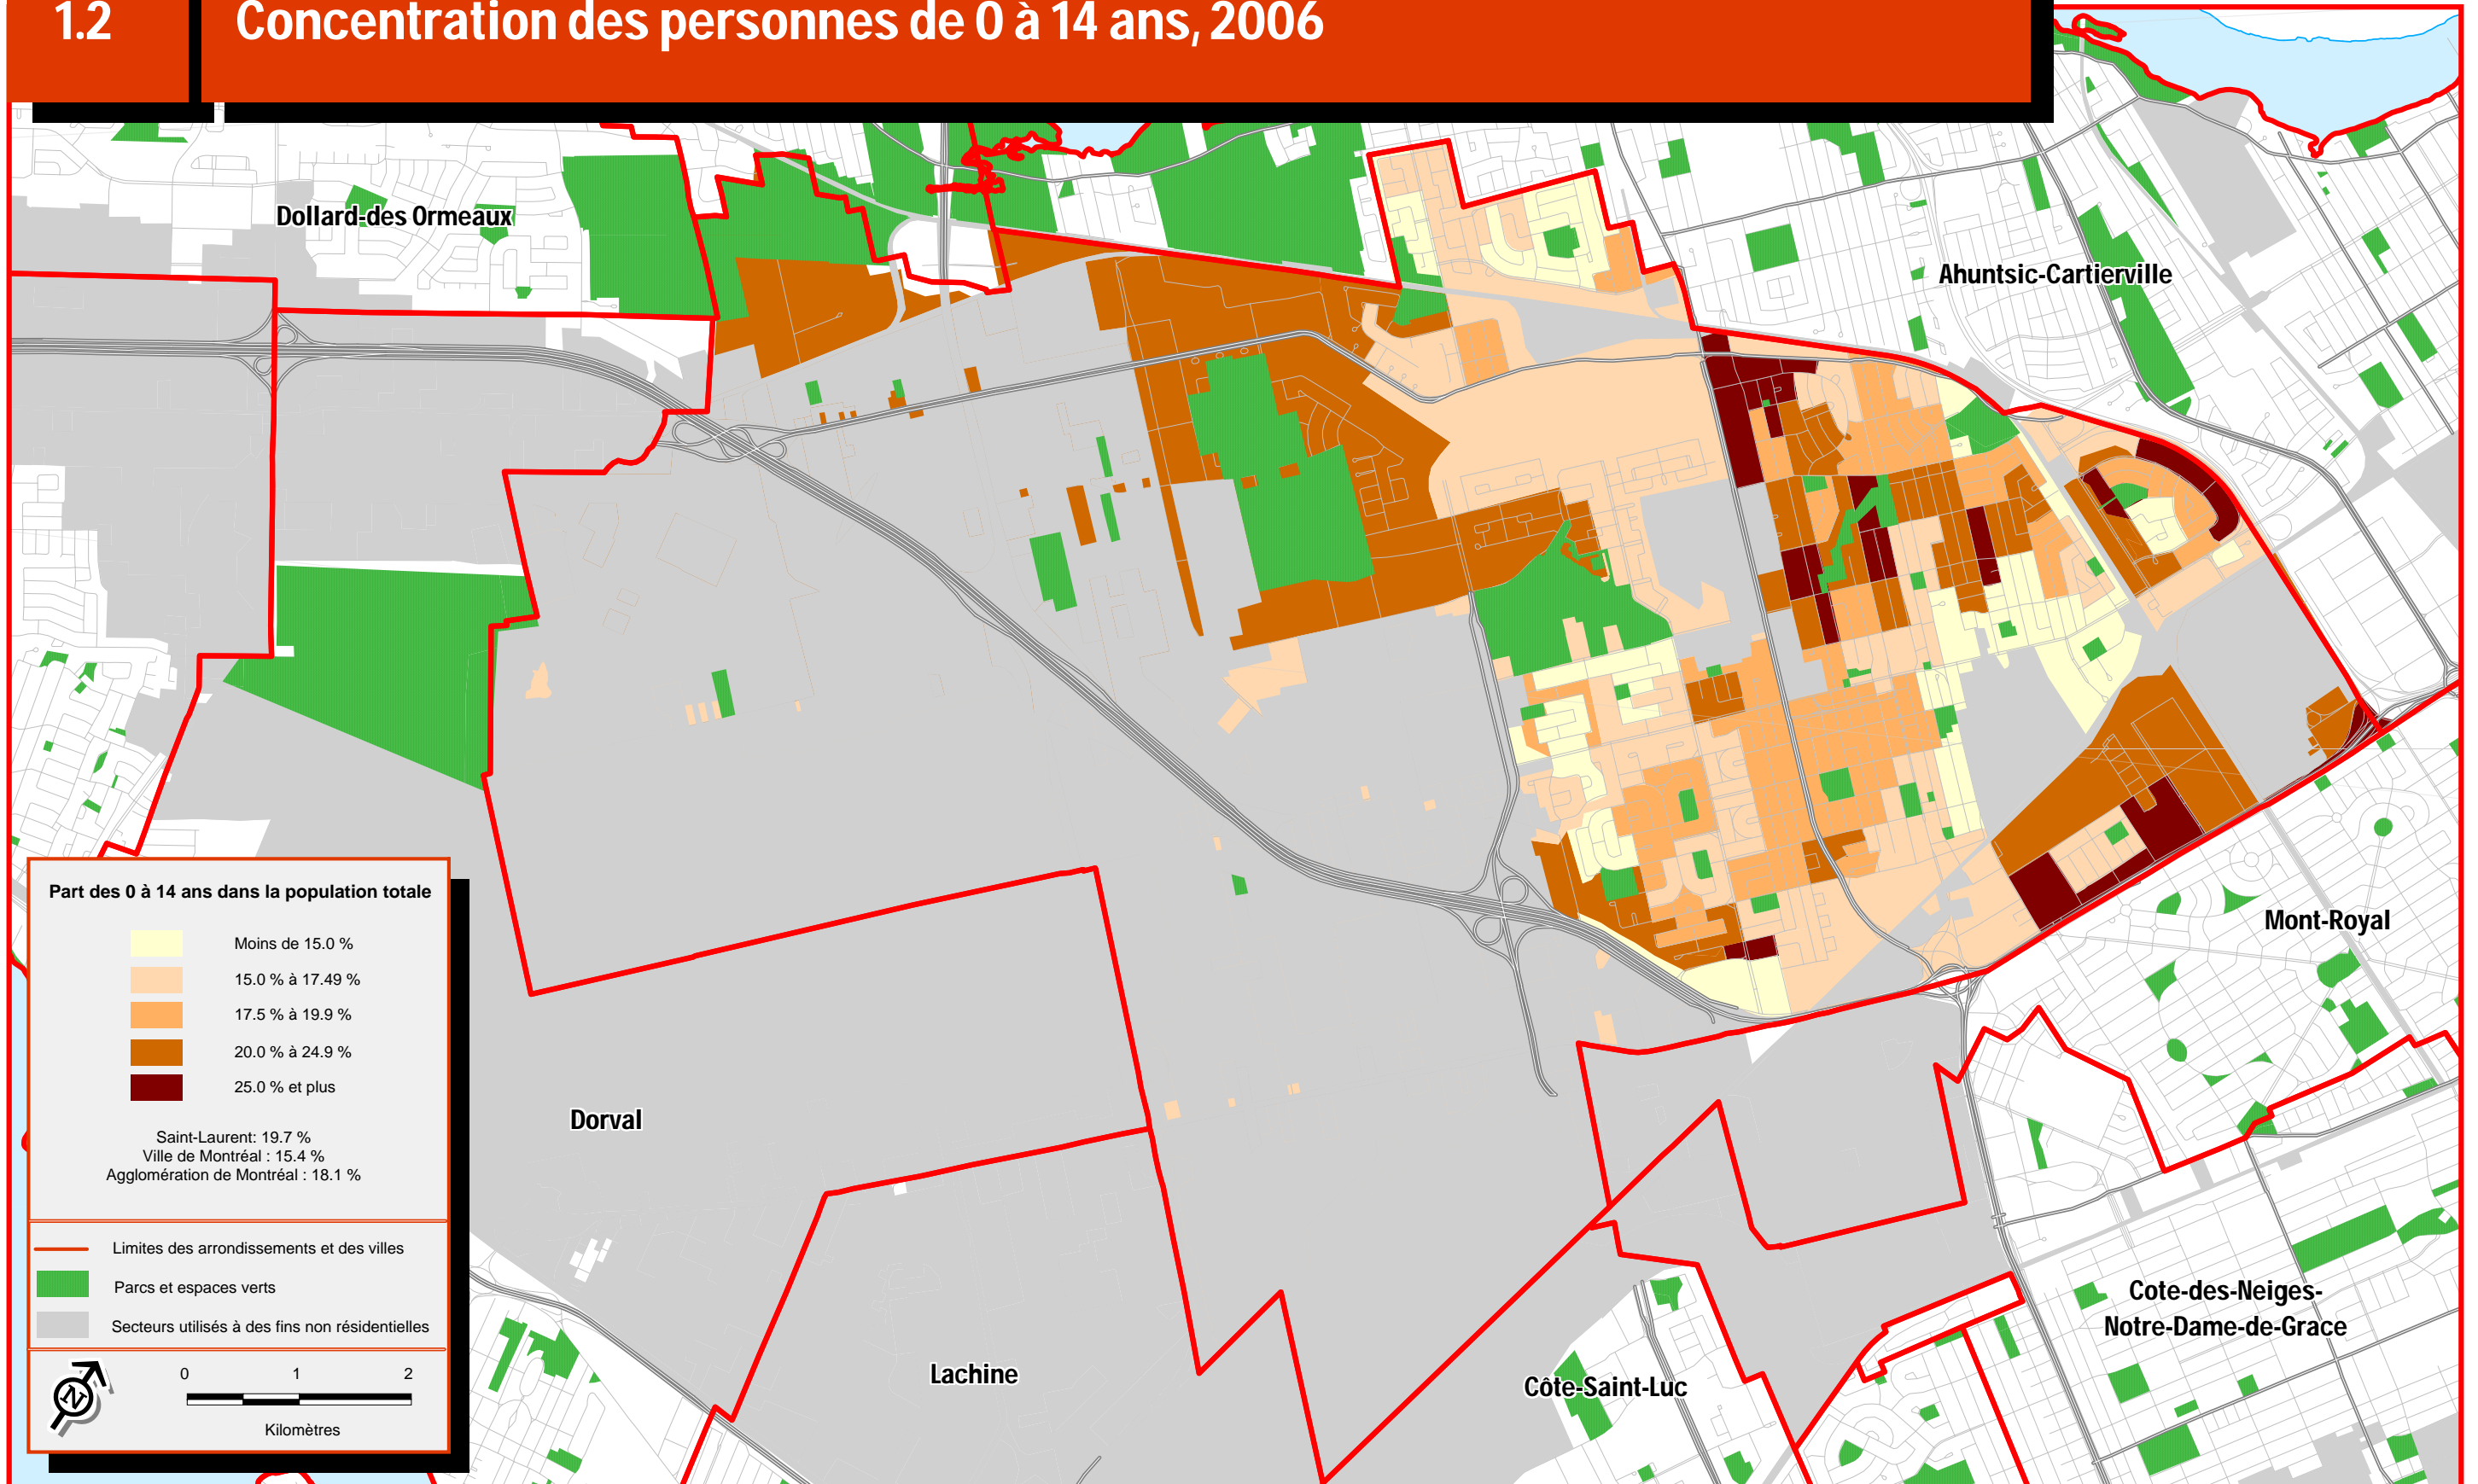 1.2
Concentration des personnes de 0 à 14 ans, 2006
Dollard-des Ormeaux
Ahuntsic-Cartierville
Mont-Royal
Dorval
Lachine
Côte-Saint-Luc
Cote-des-Neiges-
Notre-Dame-de-Grace
Part des 0 à 14 ans dans la population totale
Moins de 15.0 %
15.0 % à 17.49 %
17.5 % à 19.9 %
20.0 % à 24.9 %
25.0 % et plus
Saint-Laurent: 19.7 %
Ville de Montréal : 15.4 %
Agglomération de Montréal : 18.1 %
Limites des arrondissements et des villes
Parcs et espaces verts
Secteurs utilisés à des fins non résidentielles
N
0 1 2
Kilomètres